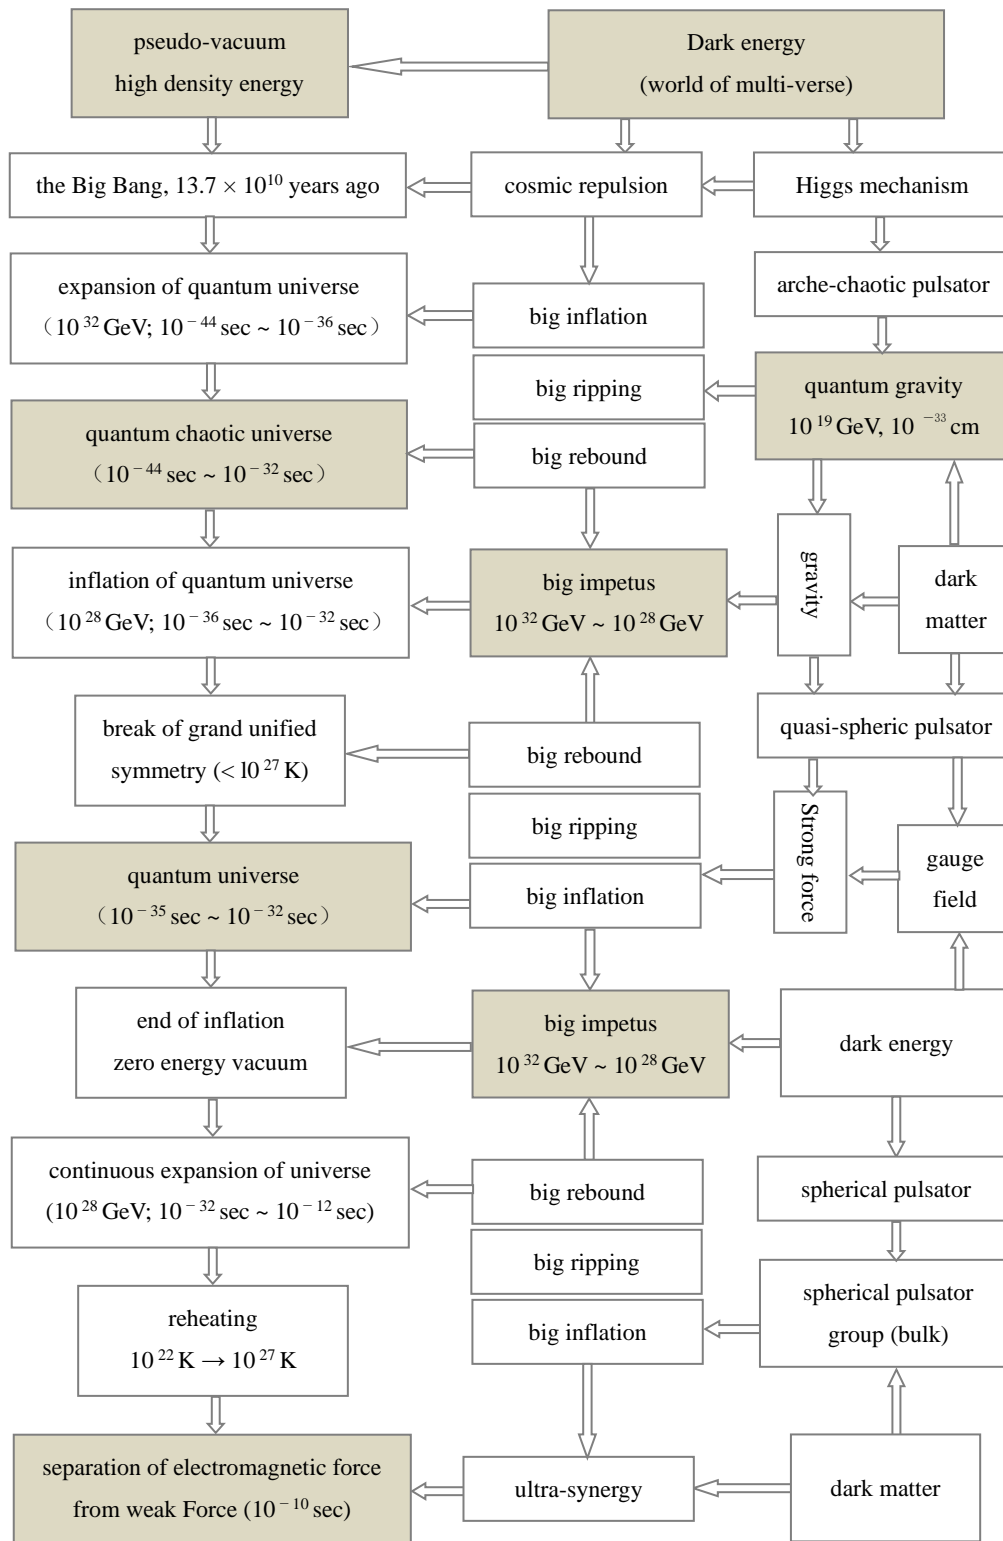 pseudo-vacuum
high density energy
Dark energy
(world of multi-verse)
the Big Bang, 13.7 × 10¹⁰ years ago
cosmic repulsion
Higgs mechanism
expansion of quantum universe
（10³² GeV; 10⁻⁴⁴ sec ~ 10⁻³⁶ sec）
big inflation
arche-chaotic pulsator
big ripping
quantum gravity
10¹⁹ GeV, 10⁻³³ cm
quantum chaotic universe
（10⁻⁴⁴ sec ~ 10⁻³² sec）
big rebound
inflation of quantum universe
（10²⁸ GeV; 10⁻³⁶ sec ~ 10⁻³² sec）
big impetus
10³² GeV ~ 10²⁸ GeV
gravity
dark
matter
break of grand unified
symmetry (< l0²⁷ K)
big rebound
quasi-spheric pulsator
big ripping
Strong force
gauge
field
quantum universe
（10⁻³⁵ sec ~ 10⁻³² sec）
big inflation
end of inflation
zero energy vacuum
big impetus
10³² GeV ~ 10²⁸ GeV
dark energy
continuous expansion of universe
(10²⁸ GeV; 10⁻³² sec ~ 10⁻¹² sec)
big rebound
spherical pulsator
big ripping
reheating
10²² K → 10²⁷ K
big inflation
spherical pulsator
group (bulk)
separation of electromagnetic force
from weak Force (10⁻¹⁰ sec)
ultra-synergy
dark matter